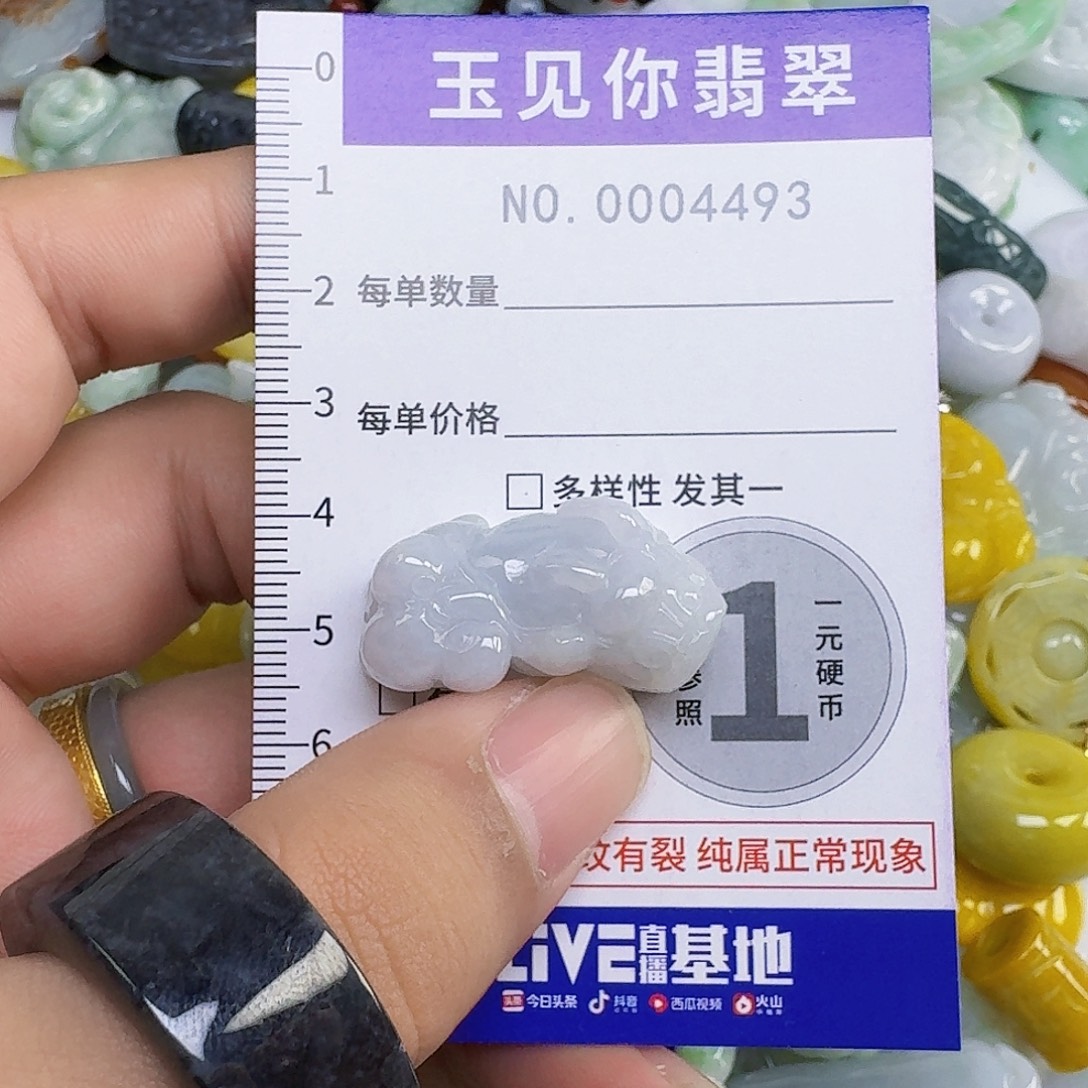 0
玉见你翡翠
1
NO. 0004493
2
每单数量
3
每单价格
4
多样性 发其一
5
一元硬币
1
参照
6
纹有裂 纯属正常现象
LIVE直播基地
头条 今日头条 抖音 西瓜视频 火山